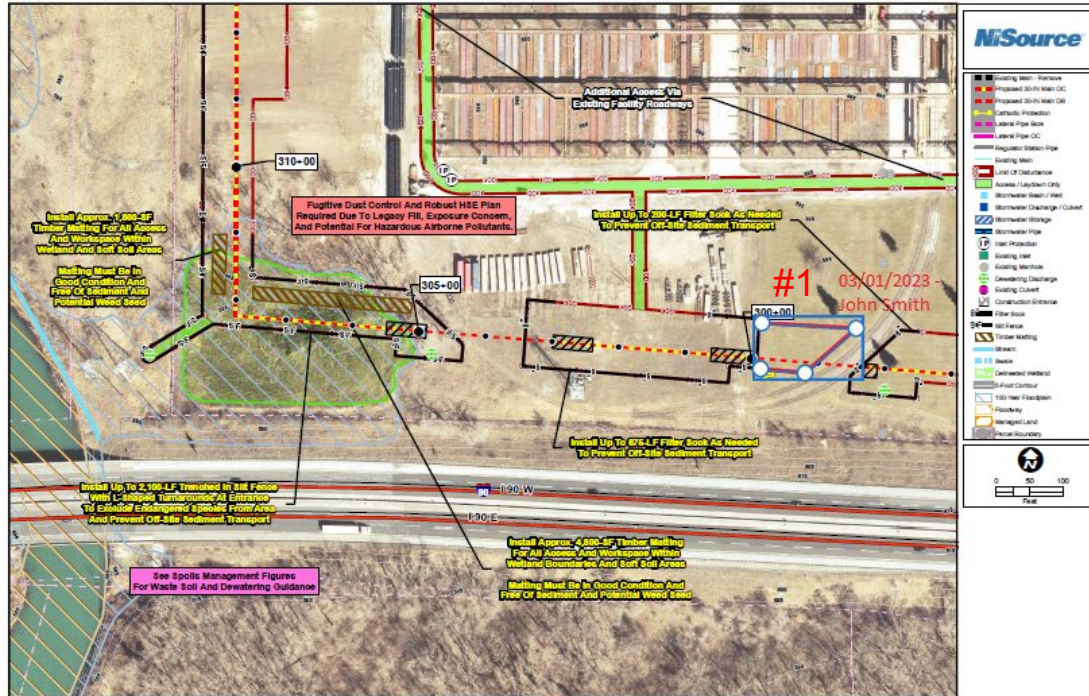 NiSource
Existing Main - Remove
Proposed 30-IN Main OC
Proposed 30-IN Main DB
Cathodic Protection
Lateral Pipe Bore
Lateral Pipe OC
Regulator Station Pipe
Existing Main
Limit Of Disturbance
Access / Laydown Only
Stormwater Basin / Well
Stormwater Discharge / Culvert
Stormwater Storage
Stormwater Pipe
Inlet Protection
Existing Inlet
Existing Manhole
Dewatering Discharge
Existing Culvert
Construction Entrance
Filter Sock
Silt Fence
Timber Matting
Stream
Swale
Delineated Wetland
5-Foot Contour
100-Year Floodplain
Floodway
Managed Land
Parcel Boundary
0 50 100
Feet
Additional Access Via
Existing Facility Roadways
310+00
Fugitive Dust Control And Robust HSE Plan
Required Due To Legacy Fill, Exposure Concern,
And Potential For Hazardous Airborne Pollutants.
Install Approx. 1,800-SF
Timber Matting For All Access
And Workspace Within
Wetland And Soft Soil Areas
Matting Must Be In
Good Condition And
Free Of Sediment And
Potential Weed Seed
Install Up To 200-LF Filter Sock As Needed
To Prevent Off-Site Sediment Transport
#1
03/01/2023 -
John Smith
305+00
300+00
Install Up To 675-LF Filter Sock As Needed
To Prevent Off-Site Sediment Transport
Install Up To 2,100-LF Trenched In Silt Fence
With L-Shaped Turnarounds At Entrance
To Exclude Endangered Species From Area
And Prevent Off-Site Sediment Transport
90
I 90 W
I 90 E
Install Approx. 4,800-SF Timber Matting
For All Access And Workspace Within
Wetland Boundaries And Soft Soil Areas
Matting Must Be In Good Condition And
Free Of Sediment And Potential Weed Seed
See Spoils Management Figures
For Waste Soil And Dewatering Guidance